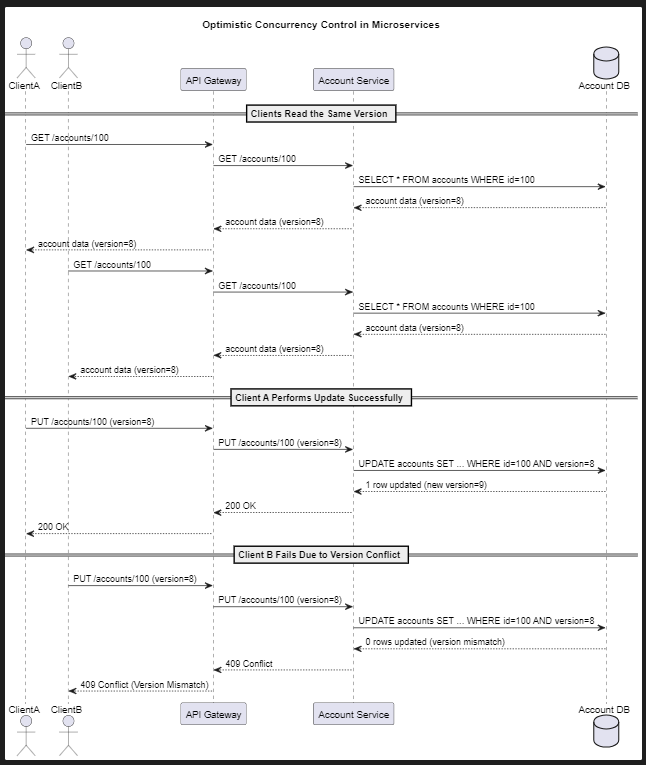 Optimistic Concurrency Control in Microservices
ClientA
ClientB
API Gateway
Account Service
Account DB
Clients Read the Same Version
GET /accounts/100
GET /accounts/100
SELECT * FROM accounts WHERE id=100
account data (version=8)
account data (version=8)
account data (version=8)
GET /accounts/100
GET /accounts/100
SELECT * FROM accounts WHERE id=100
account data (version=8)
account data (version=8)
account data (version=8)
Client A Performs Update Successfully
PUT /accounts/100 (version=8)
PUT /accounts/100 (version=8)
UPDATE accounts SET ... WHERE id=100 AND version=8
1 row updated (new version=9)
200 OK
200 OK
Client B Fails Due to Version Conflict
PUT /accounts/100 (version=8)
PUT /accounts/100 (version=8)
UPDATE accounts SET ... WHERE id=100 AND version=8
0 rows updated (version mismatch)
409 Conflict
409 Conflict (Version Mismatch)
ClientA
ClientB
API Gateway
Account Service
Account DB